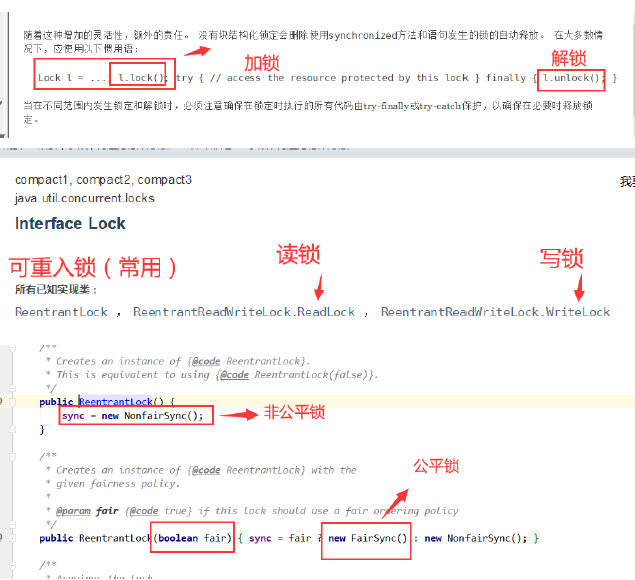 随着这种增加的灵活性，额外的责任。 没有块结构化锁定会删除使用synchronized方法和语句发生的锁的自动释放。 在大多数情
况下，应使用以下惯用语：
加锁
解锁
Lock l = ...; l.lock(); try { // access the resource protected by this lock } finally { l.unlock(); }
当在不同范围内发生锁定和解锁时，必须注意确保在锁定时执行的所有代码由try-finally或try-catch保护，以确保在必要时释放锁
定。
compact1, compact2, compact3
我要
java.util.concurrent.locks
Interface Lock
可重入锁（常用）
读锁
写锁
所有已知实现类：
ReentrantLock ， ReentrantReadWriteLock.ReadLock ， ReentrantReadWriteLock.WriteLock
/**
* Creates an instance of {@code ReentrantLock}.
* This is equivalent to using {@code ReentrantLock(false)}.
*/
public ReentrantLock() {
sync = new NonfairSync();
非公平锁
}
/**
* Creates an instance of {@code ReentrantLock} with the
* given fairness policy.
公平锁
*
* @param fair {@code true} if this lock should use a fair ordering policy
*/
public ReentrantLock(boolean fair) { sync = fair ? new FairSync() : new NonfairSync(); }
/**